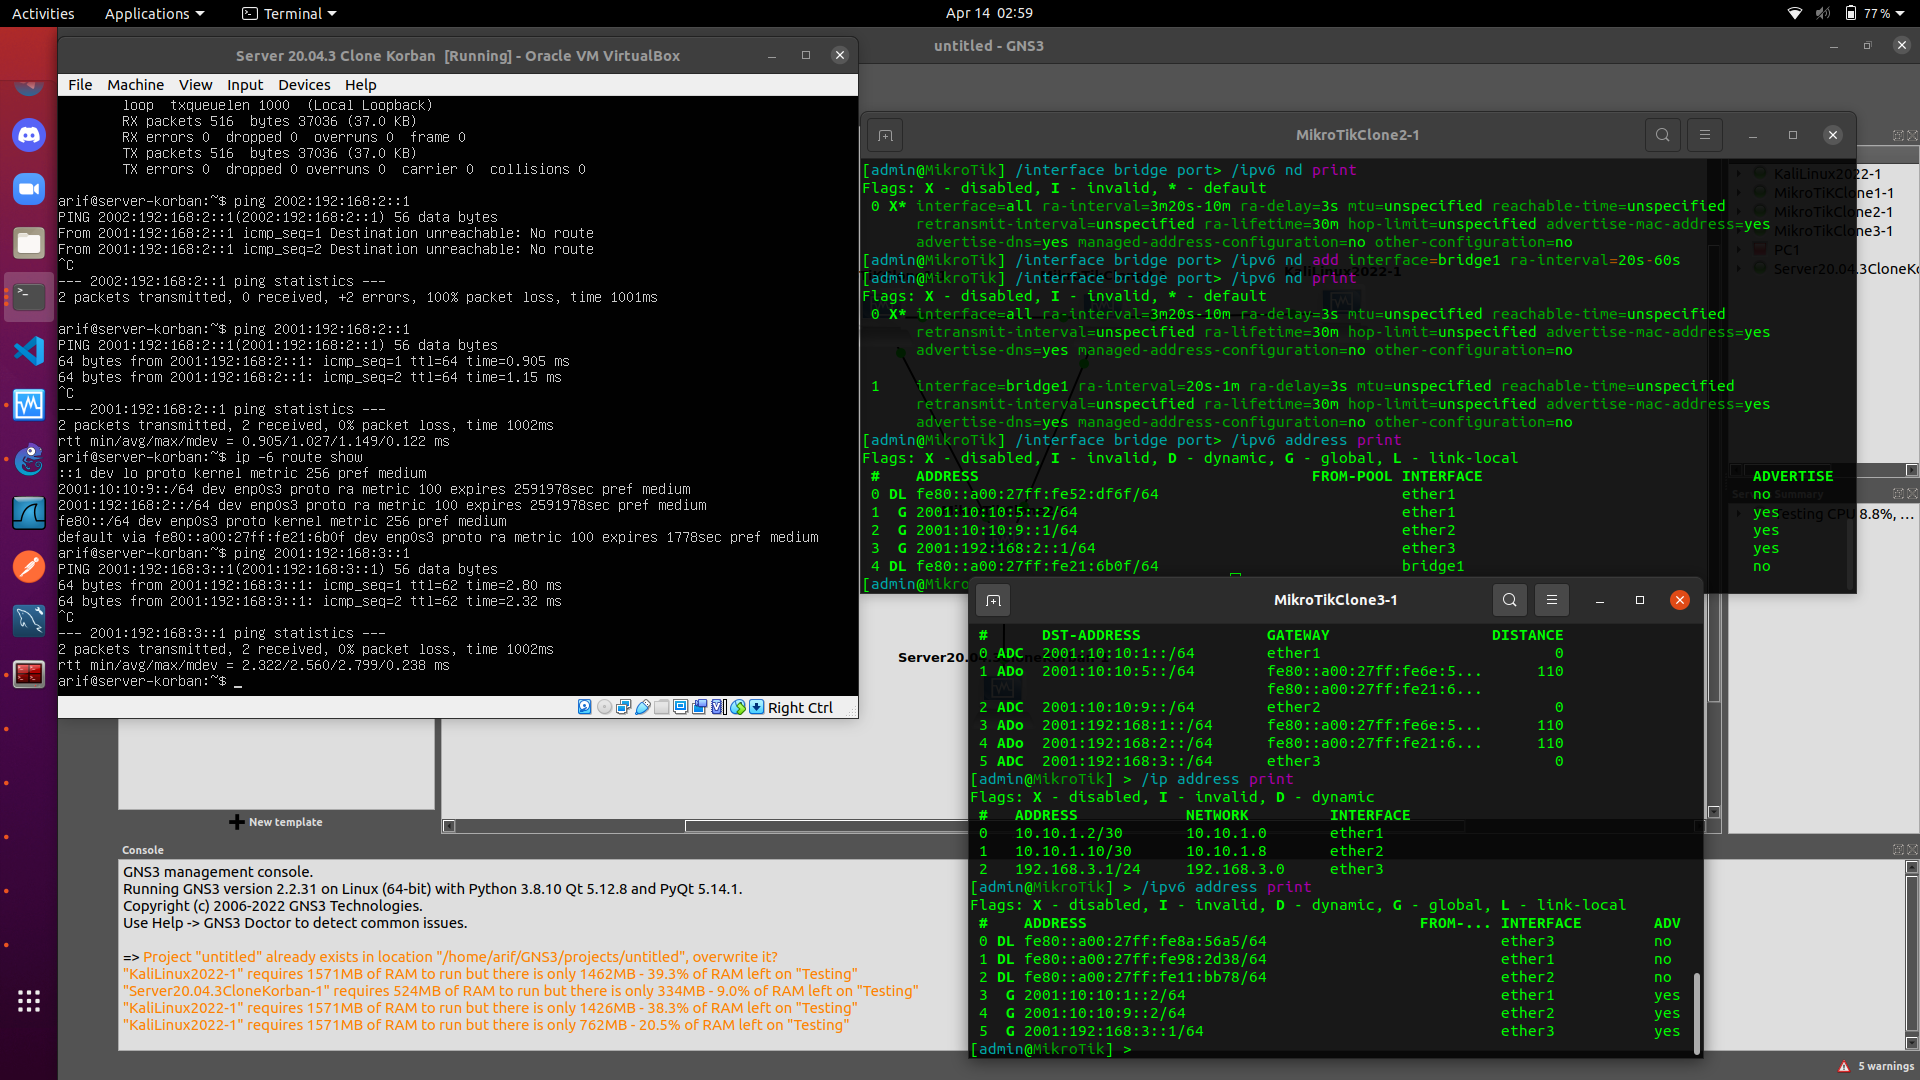 Activities Applications Terminal Apr 14 02:59 77 %
Server 20.04.3 Clone Korban [Running] - Oracle VM VirtualBox
File Machine View Input Devices Help
loop txqueuelen 1000 (Local Loopback)
RX packets 516 bytes 37036 (37.0 KB)
RX errors 0 dropped 0 overruns 0 frame 0
TX packets 516 bytes 37036 (37.0 KB)
TX errors 0 dropped 0 overruns 0 carrier 0 collisions 0
arif@server-korban:~$ ping 2002:192:168:2::1
PING 2002:192:168:2::1(2002:192:168:2::1) 56 data bytes
From 2001:192:168:2::1 icmp_seq=1 Destination unreachable: No route
From 2001:192:168:2::1 icmp_seq=2 Destination unreachable: No route
^C
--- 2002:192:168:2::1 ping statistics ---
2 packets transmitted, 0 received, +2 errors, 100% packet loss, time 1001ms
arif@server-korban:~$ ping 2001:192:168:2::1
PING 2001:192:168:2::1(2001:192:168:2::1) 56 data bytes
64 bytes from 2001:192:168:2::1: icmp_seq=1 ttl=64 time=0.905 ms
64 bytes from 2001:192:168:2::1: icmp_seq=2 ttl=64 time=1.15 ms
^C
--- 2001:192:168:2::1 ping statistics ---
2 packets transmitted, 2 received, 0% packet loss, time 1002ms
rtt min/avg/max/mdev = 0.905/1.027/1.149/0.122 ms
arif@server-korban:~$ ip -6 route show
::1 dev lo proto kernel metric 256 pref medium
2001:10:10:9::/64 dev enp0s3 proto ra metric 100 expires 2591978sec pref medium
2001:192:168:2::/64 dev enp0s3 proto ra metric 100 expires 2591978sec pref medium
fe80::/64 dev enp0s3 proto kernel metric 256 pref medium
default via fe80::a00:27ff:fe21:6b0f dev enp0s3 proto ra metric 100 expires 1778sec pref medium
arif@server-korban:~$ ping 2001:192:168:3::1
PING 2001:192:168:3::1(2001:192:168:3::1) 56 data bytes
64 bytes from 2001:192:168:3::1: icmp_seq=1 ttl=62 time=2.80 ms
64 bytes from 2001:192:168:3::1: icmp_seq=2 ttl=62 time=2.32 ms
^C
--- 2001:192:168:3::1 ping statistics ---
2 packets transmitted, 2 received, 0% packet loss, time 1002ms
rtt min/avg/max/mdev = 2.322/2.560/2.799/0.238 ms
arif@server-korban:~$ _
Right Ctrl
untitled - GNS3
MikroTikClone2-1
[admin@MikroTik] /interface bridge port> /ipv6 nd print
Flags: X - disabled, I - invalid, * - default
0 X* interface=all ra-interval=3m20s-10m ra-delay=3s mtu=unspecified reachable-time=unspecified
retransmit-interval=unspecified ra-lifetime=30m hop-limit=unspecified advertise-mac-address=yes
advertise-dns=yes managed-address-configuration=no other-configuration=no
[admin@MikroTik] /interface bridge port> /ipv6 nd add interface=bridge1 ra-interval=20s-60s
[admin@MikroTik] /interface bridge port> /ipv6 nd print
Flags: X - disabled, I - invalid, * - default
0 X* interface=all ra-interval=3m20s-10m ra-delay=3s mtu=unspecified reachable-time=unspecified
retransmit-interval=unspecified ra-lifetime=30m hop-limit=unspecified advertise-mac-address=yes
advertise-dns=yes managed-address-configuration=no other-configuration=no
1 interface=bridge1 ra-interval=20s-1m ra-delay=3s mtu=unspecified reachable-time=unspecified
retransmit-interval=unspecified ra-lifetime=30m hop-limit=unspecified advertise-mac-address=yes
advertise-dns=yes managed-address-configuration=no other-configuration=no
[admin@MikroTik] /interface bridge port> /ipv6 address print
Flags: X - disabled, I - invalid, D - dynamic, G - global, L - link-local
# ADDRESS FROM-POOL INTERFACE ADVERTISE
0 DL fe80::a00:27ff:fe52:df6f/64 ether1 no
1 G 2001:10:10:5::2/64 ether1 yes
2 G 2001:10:10:9::1/64 ether2 yes
3 G 2001:192:168:2::1/64 ether3 yes
4 DL fe80::a00:27ff:fe21:6b0f/64 bridge1 no
[admin@Mikro
KaliLinux2022-1
MikroTiKClone1-1
MikroTikClone2-1
MikroTikClone3-1
PC1
Server20.04.3CloneKo
Testing CPU 8.8%, ...
MikroTikClone3-1
# DST-ADDRESS GATEWAY DISTANCE
0 ADC 2001:10:10:1::/64 ether1 0
1 ADo 2001:10:10:5::/64 fe80::a00:27ff:fe6e:5... 110
fe80::a00:27ff:fe21:6...
2 ADC 2001:10:10:9::/64 ether2 0
3 ADo 2001:192:168:1::/64 fe80::a00:27ff:fe6e:5... 110
4 ADo 2001:192:168:2::/64 fe80::a00:27ff:fe21:6... 110
5 ADC 2001:192:168:3::/64 ether3 0
[admin@MikroTik] > /ip address print
Flags: X - disabled, I - invalid, D - dynamic
# ADDRESS NETWORK INTERFACE
0 10.10.1.2/30 10.10.1.0 ether1
1 10.10.1.10/30 10.10.1.8 ether2
2 192.168.3.1/24 192.168.3.0 ether3
[admin@MikroTik] > /ipv6 address print
Flags: X - disabled, I - invalid, D - dynamic, G - global, L - link-local
# ADDRESS FROM-... INTERFACE ADV
0 DL fe80::a00:27ff:fe8a:56a5/64 ether3 no
1 DL fe80::a00:27ff:fe98:2d38/64 ether1 no
2 DL fe80::a00:27ff:fe11:bb78/64 ether2 no
3 G 2001:10:10:1::2/64 ether1 yes
4 G 2001:10:10:9::2/64 ether2 yes
5 G 2001:192:168:3::1/64 ether3 yes
[admin@MikroTik] >
New template
Console
GNS3 management console.
Running GNS3 version 2.2.31 on Linux (64-bit) with Python 3.8.10 Qt 5.12.8 and PyQt 5.14.1.
Copyright (c) 2006-2022 GNS3 Technologies.
Use Help -> GNS3 Doctor to detect common issues.
=> Project "untitled" already exists in location "/home/arif/GNS3/projects/untitled", overwrite it?
"KaliLinux2022-1" requires 1571MB of RAM to run but there is only 1462MB - 39.3% of RAM left on "Testing"
"Server20.04.3CloneKorban-1" requires 524MB of RAM to run but there is only 334MB - 9.0% of RAM left on "Testing"
"KaliLinux2022-1" requires 1571MB of RAM to run but there is only 1426MB - 38.3% of RAM left on "Testing"
"KaliLinux2022-1" requires 1571MB of RAM to run but there is only 762MB - 20.5% of RAM left on "Testing"
5 warnings